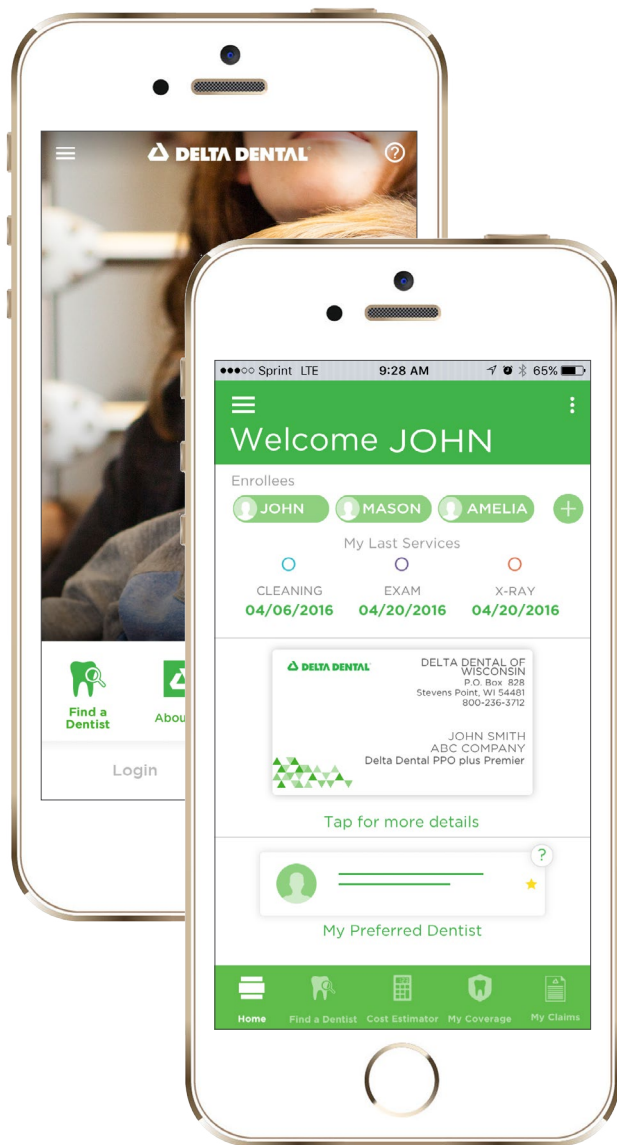 DELTA DENTAL
?
Find a
Dentist
Abou
Login
Sprint LTE
9:28 AM
65%
Welcome JOHN
Enrollees
JOHN
MASON
AMELIA
+
My Last Services
CLEANING
EXAM
X-RAY
04/06/2016
04/20/2016
04/20/2016
DELTA DENTAL
DELTA DENTAL OF
WISCONSIN
P.O. Box 828
Stevens Point, WI 54481
800-236-3712
JOHN SMITH
ABC COMPANY
Delta Dental PPO plus Premier
Tap for more details
?
My Preferred Dentist
Home
Find a Dentist
Cost Estimator
My Coverage
My Claims